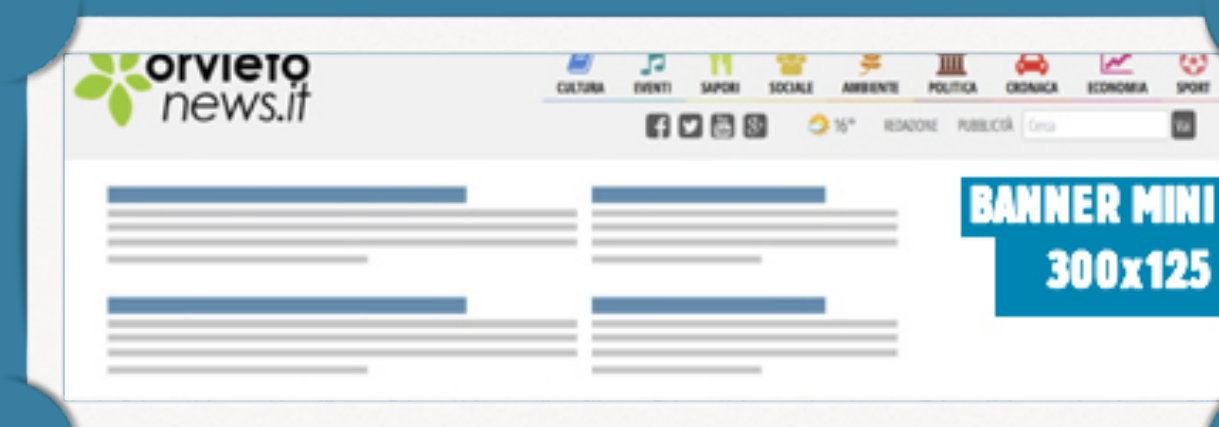 orvieto
news.it
CULTURA EVENTI SAPORI SOCIALE AMBIENTE POLITICA CRONACA ECONOMIA SPORT
16° REDAZIONE PUBBLICITÀ Cerca Vai
BANNER MINI
300x125